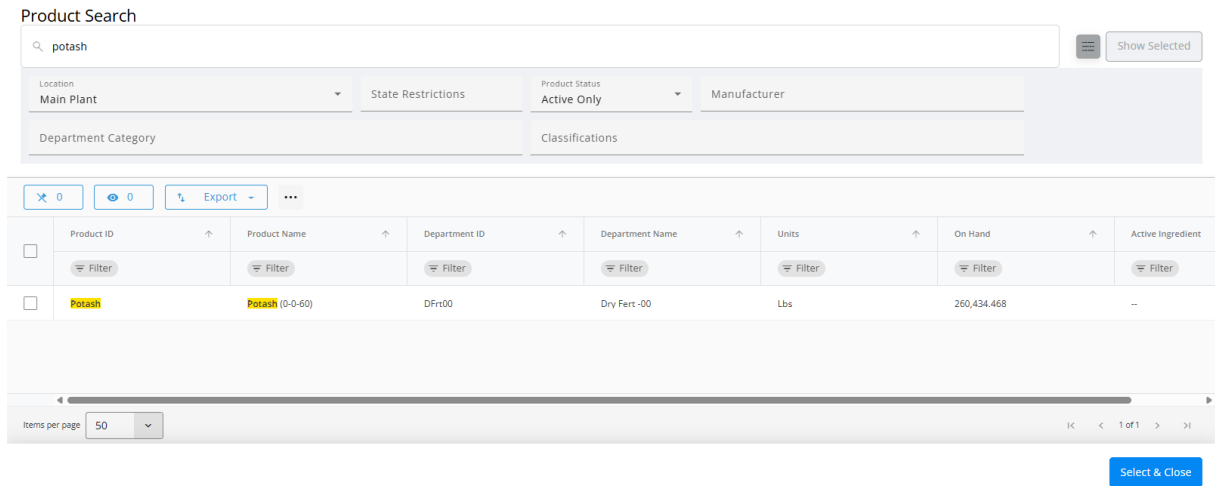 Product Search
potash
Show Selected
Location
Main Plant
State Restrictions
Product Status
Active Only
Manufacturer
Department Category
Classifications
0 0 Export ...
Product ID Product Name Department ID Department Name Units On Hand Active Ingredient
Filter Filter Filter Filter Filter Filter Filter
Potash Potash (0-0-60) DFrt00 Dry Fert -00 Lbs 260,434.468 --
Items per page 50 1 of 1
Select & Close